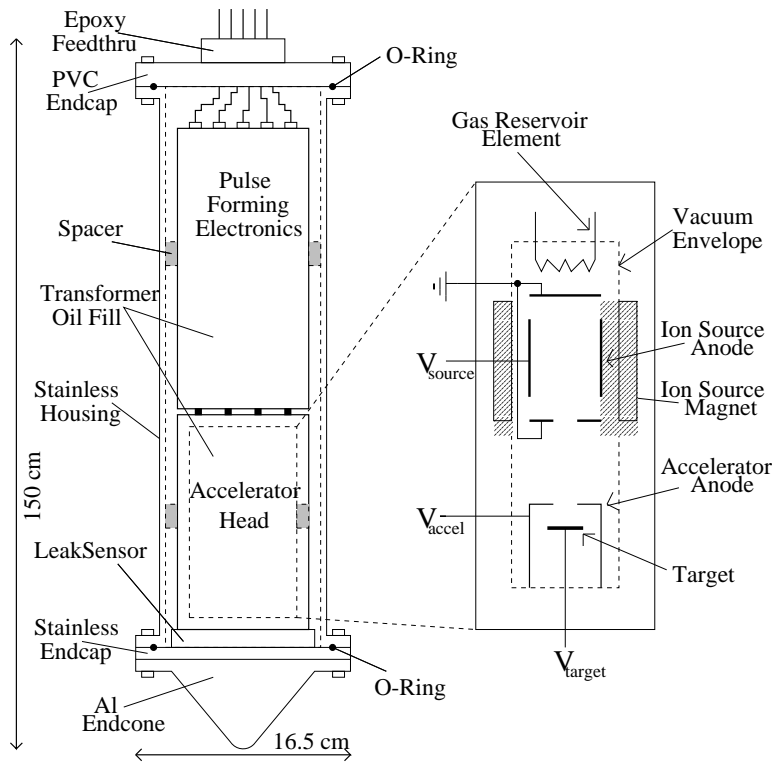 Epoxy
Feedthru
O-Ring
PVC
Endcap
Gas Reservoir
Element
Pulse
Forming
Electronics
Vacuum
Envelope
Spacer
Transformer
Oil Fill
Ion Source
Anode
Vsource
Ion Source
Magnet
Stainless
Housing
150 cm
Accelerator
Head
Accelerator
Anode
Vaccel
LeakSensor
Target
Stainless
Endcap
Vtarget
O-Ring
Al
Endcone
16.5 cm